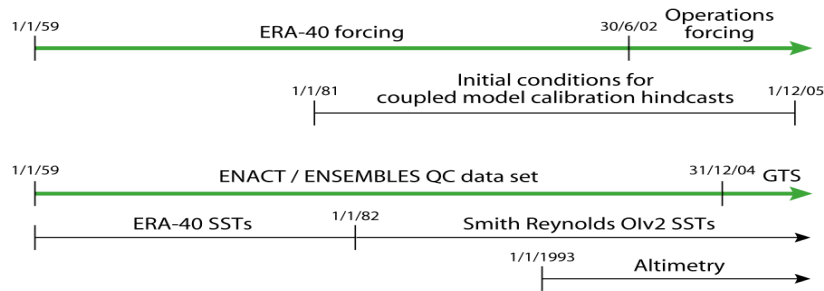 1/1/59
ERA-40 forcing
30/6/02
Operations
forcing
1/1/81
Initial conditions for
coupled model calibration hindcasts
1/12/05
1/1/59
ENACT / ENSEMBLES QC data set
31/12/04
GTS
ERA-40 SSTs
1/1/82
Smith Reynolds OIv2 SSTs
1/1/1993
Altimetry